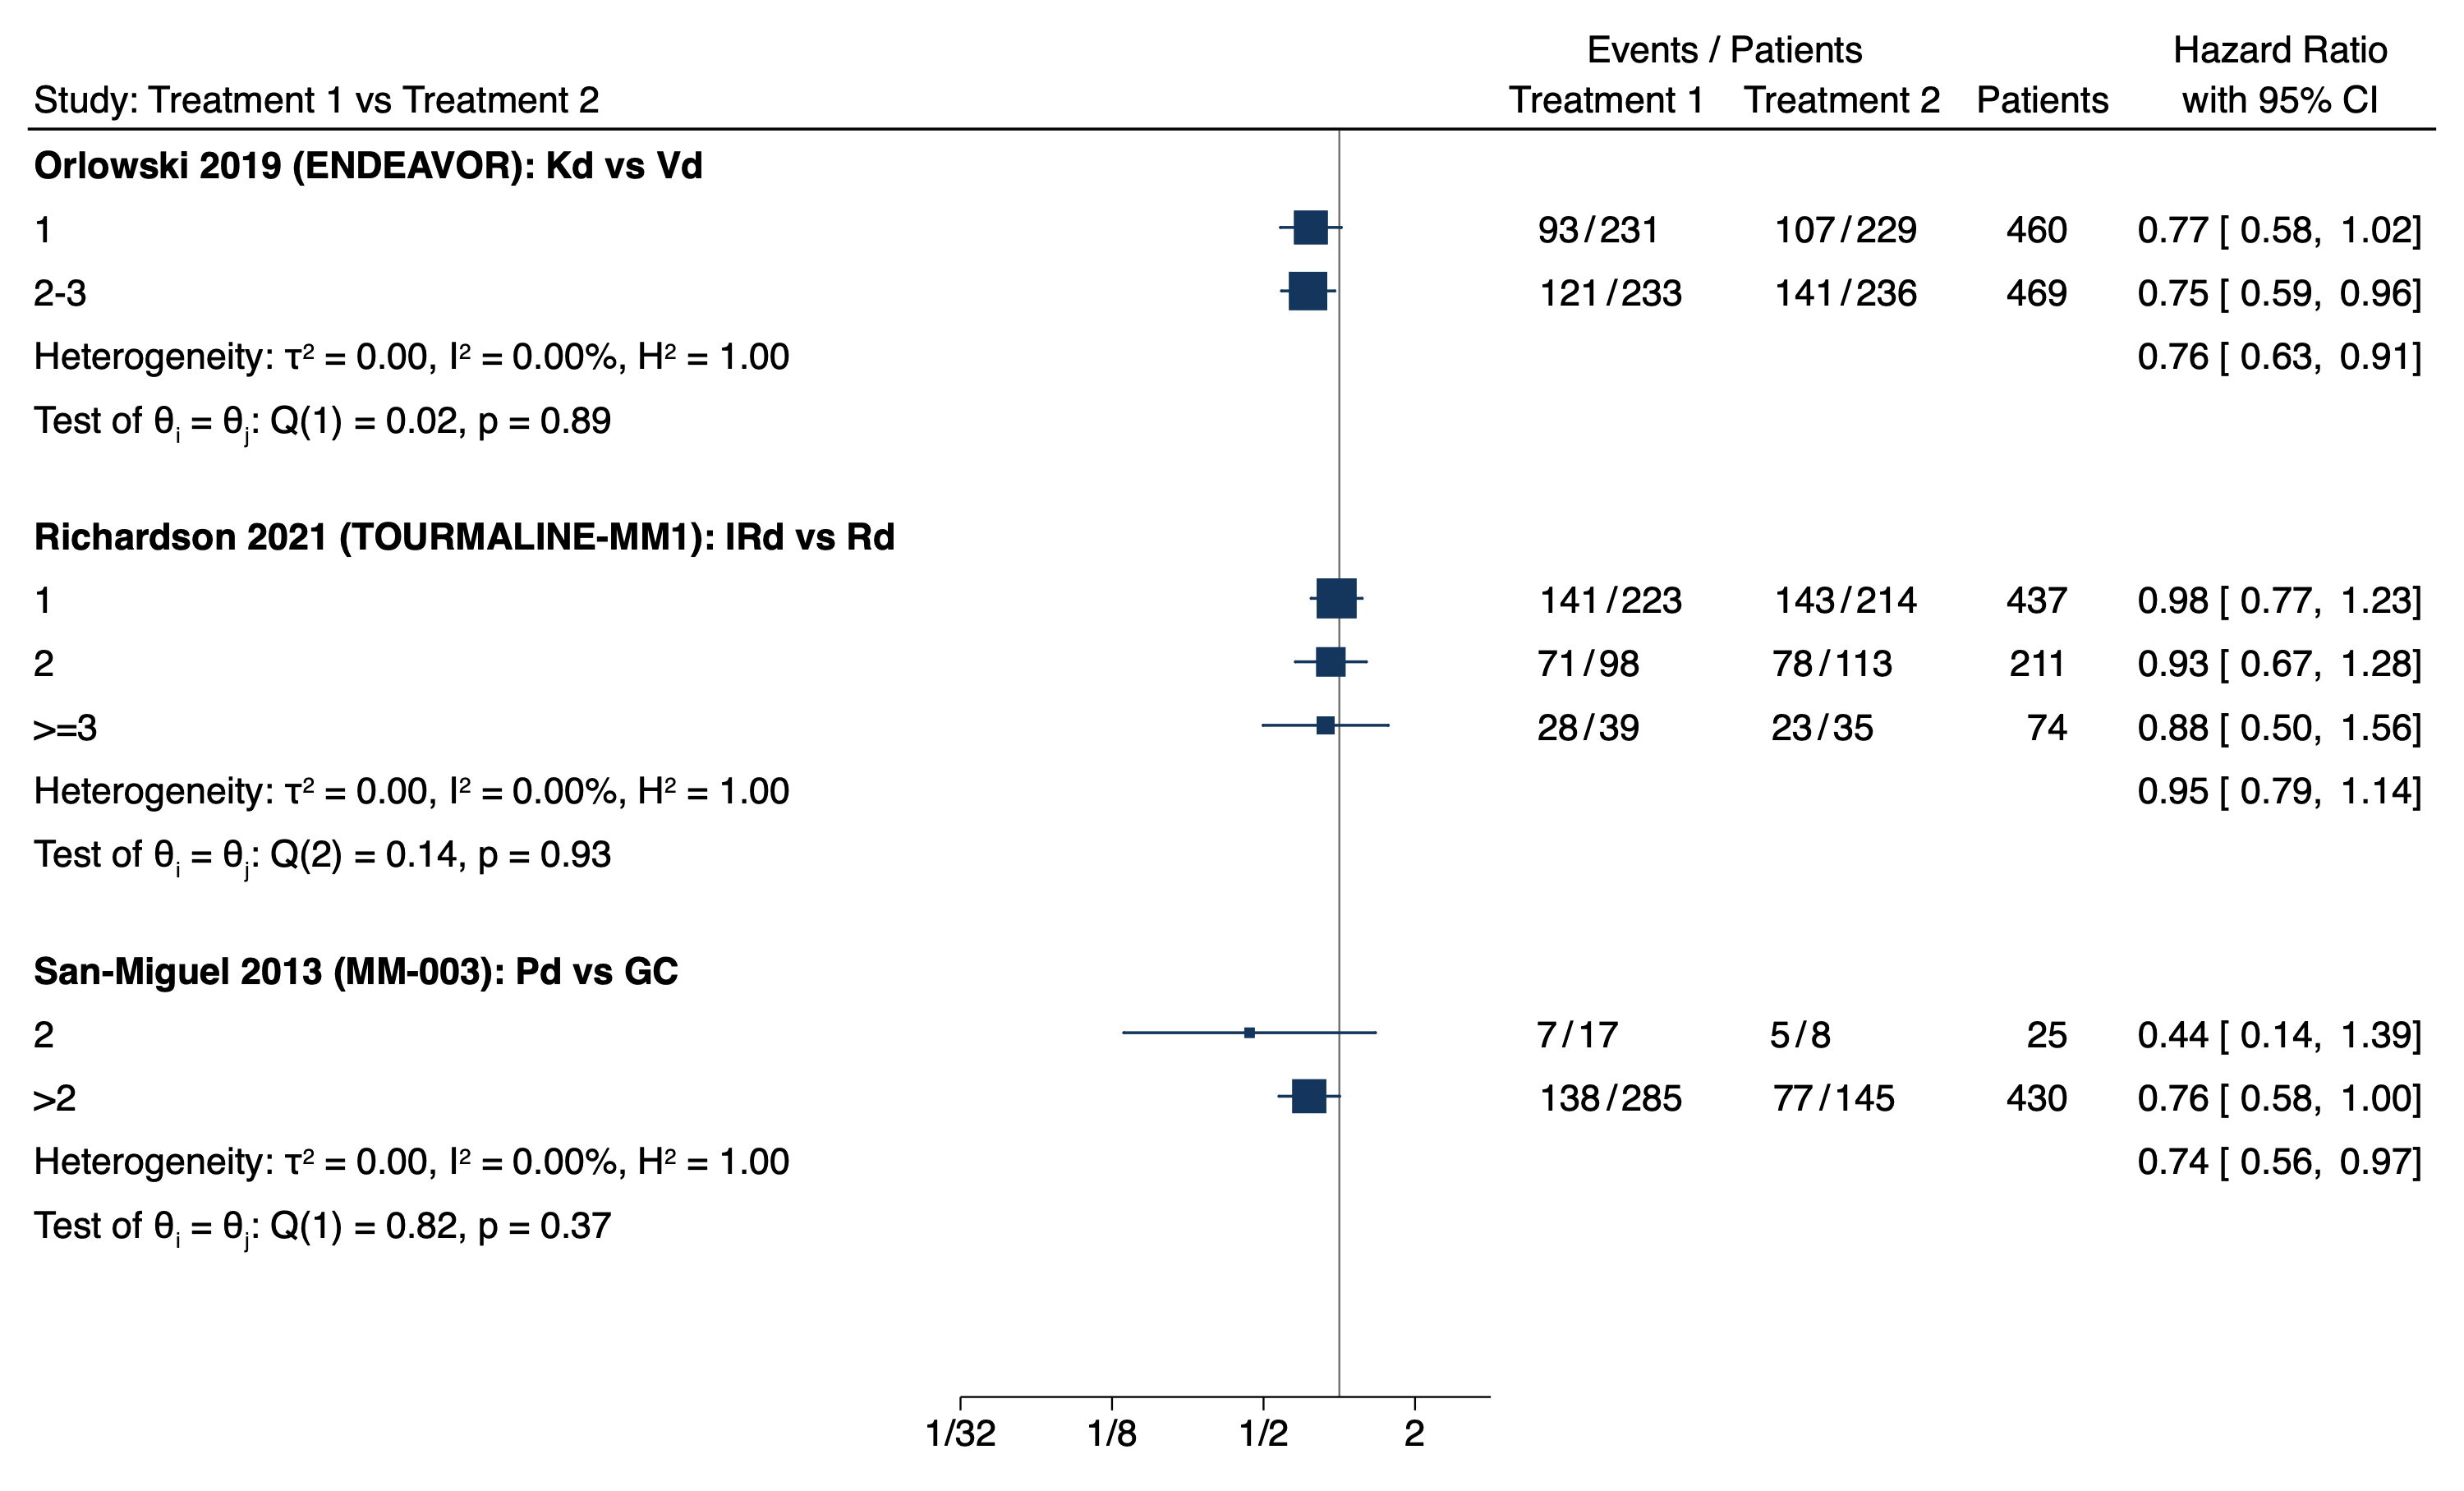 Events / Patients Hazard Ratio
Study: Treatment 1 vs Treatment 2 Treatment 1 Treatment 2 Patients with 95% CI
Orlowski 2019 (ENDEAVOR): Kd vs Vd
1 93/231 107/229 460 0.77 [ 0.58, 1.02]
2-3 121/233 141/236 469 0.75 [ 0.59, 0.96]
Heterogeneity: τ² = 0.00, I² = 0.00%, H² = 1.00 0.76 [ 0.63, 0.91]
Test of θᵢ = θⱼ: Q(1) = 0.02, p = 0.89
Richardson 2021 (TOURMALINE-MM1): IRd vs Rd
1 141/223 143/214 437 0.98 [ 0.77, 1.23]
2 71/98 78/113 211 0.93 [ 0.67, 1.28]
>=3 28/39 23/35 74 0.88 [ 0.50, 1.56]
Heterogeneity: τ² = 0.00, I² = 0.00%, H² = 1.00 0.95 [ 0.79, 1.14]
Test of θᵢ = θⱼ: Q(2) = 0.14, p = 0.93
San-Miguel 2013 (MM-003): Pd vs GC
2 7/17 5/8 25 0.44 [ 0.14, 1.39]
>2 138/285 77/145 430 0.76 [ 0.58, 1.00]
Heterogeneity: τ² = 0.00, I² = 0.00%, H² = 1.00 0.74 [ 0.56, 0.97]
Test of θᵢ = θⱼ: Q(1) = 0.82, p = 0.37
1/32 1/8 1/2 2